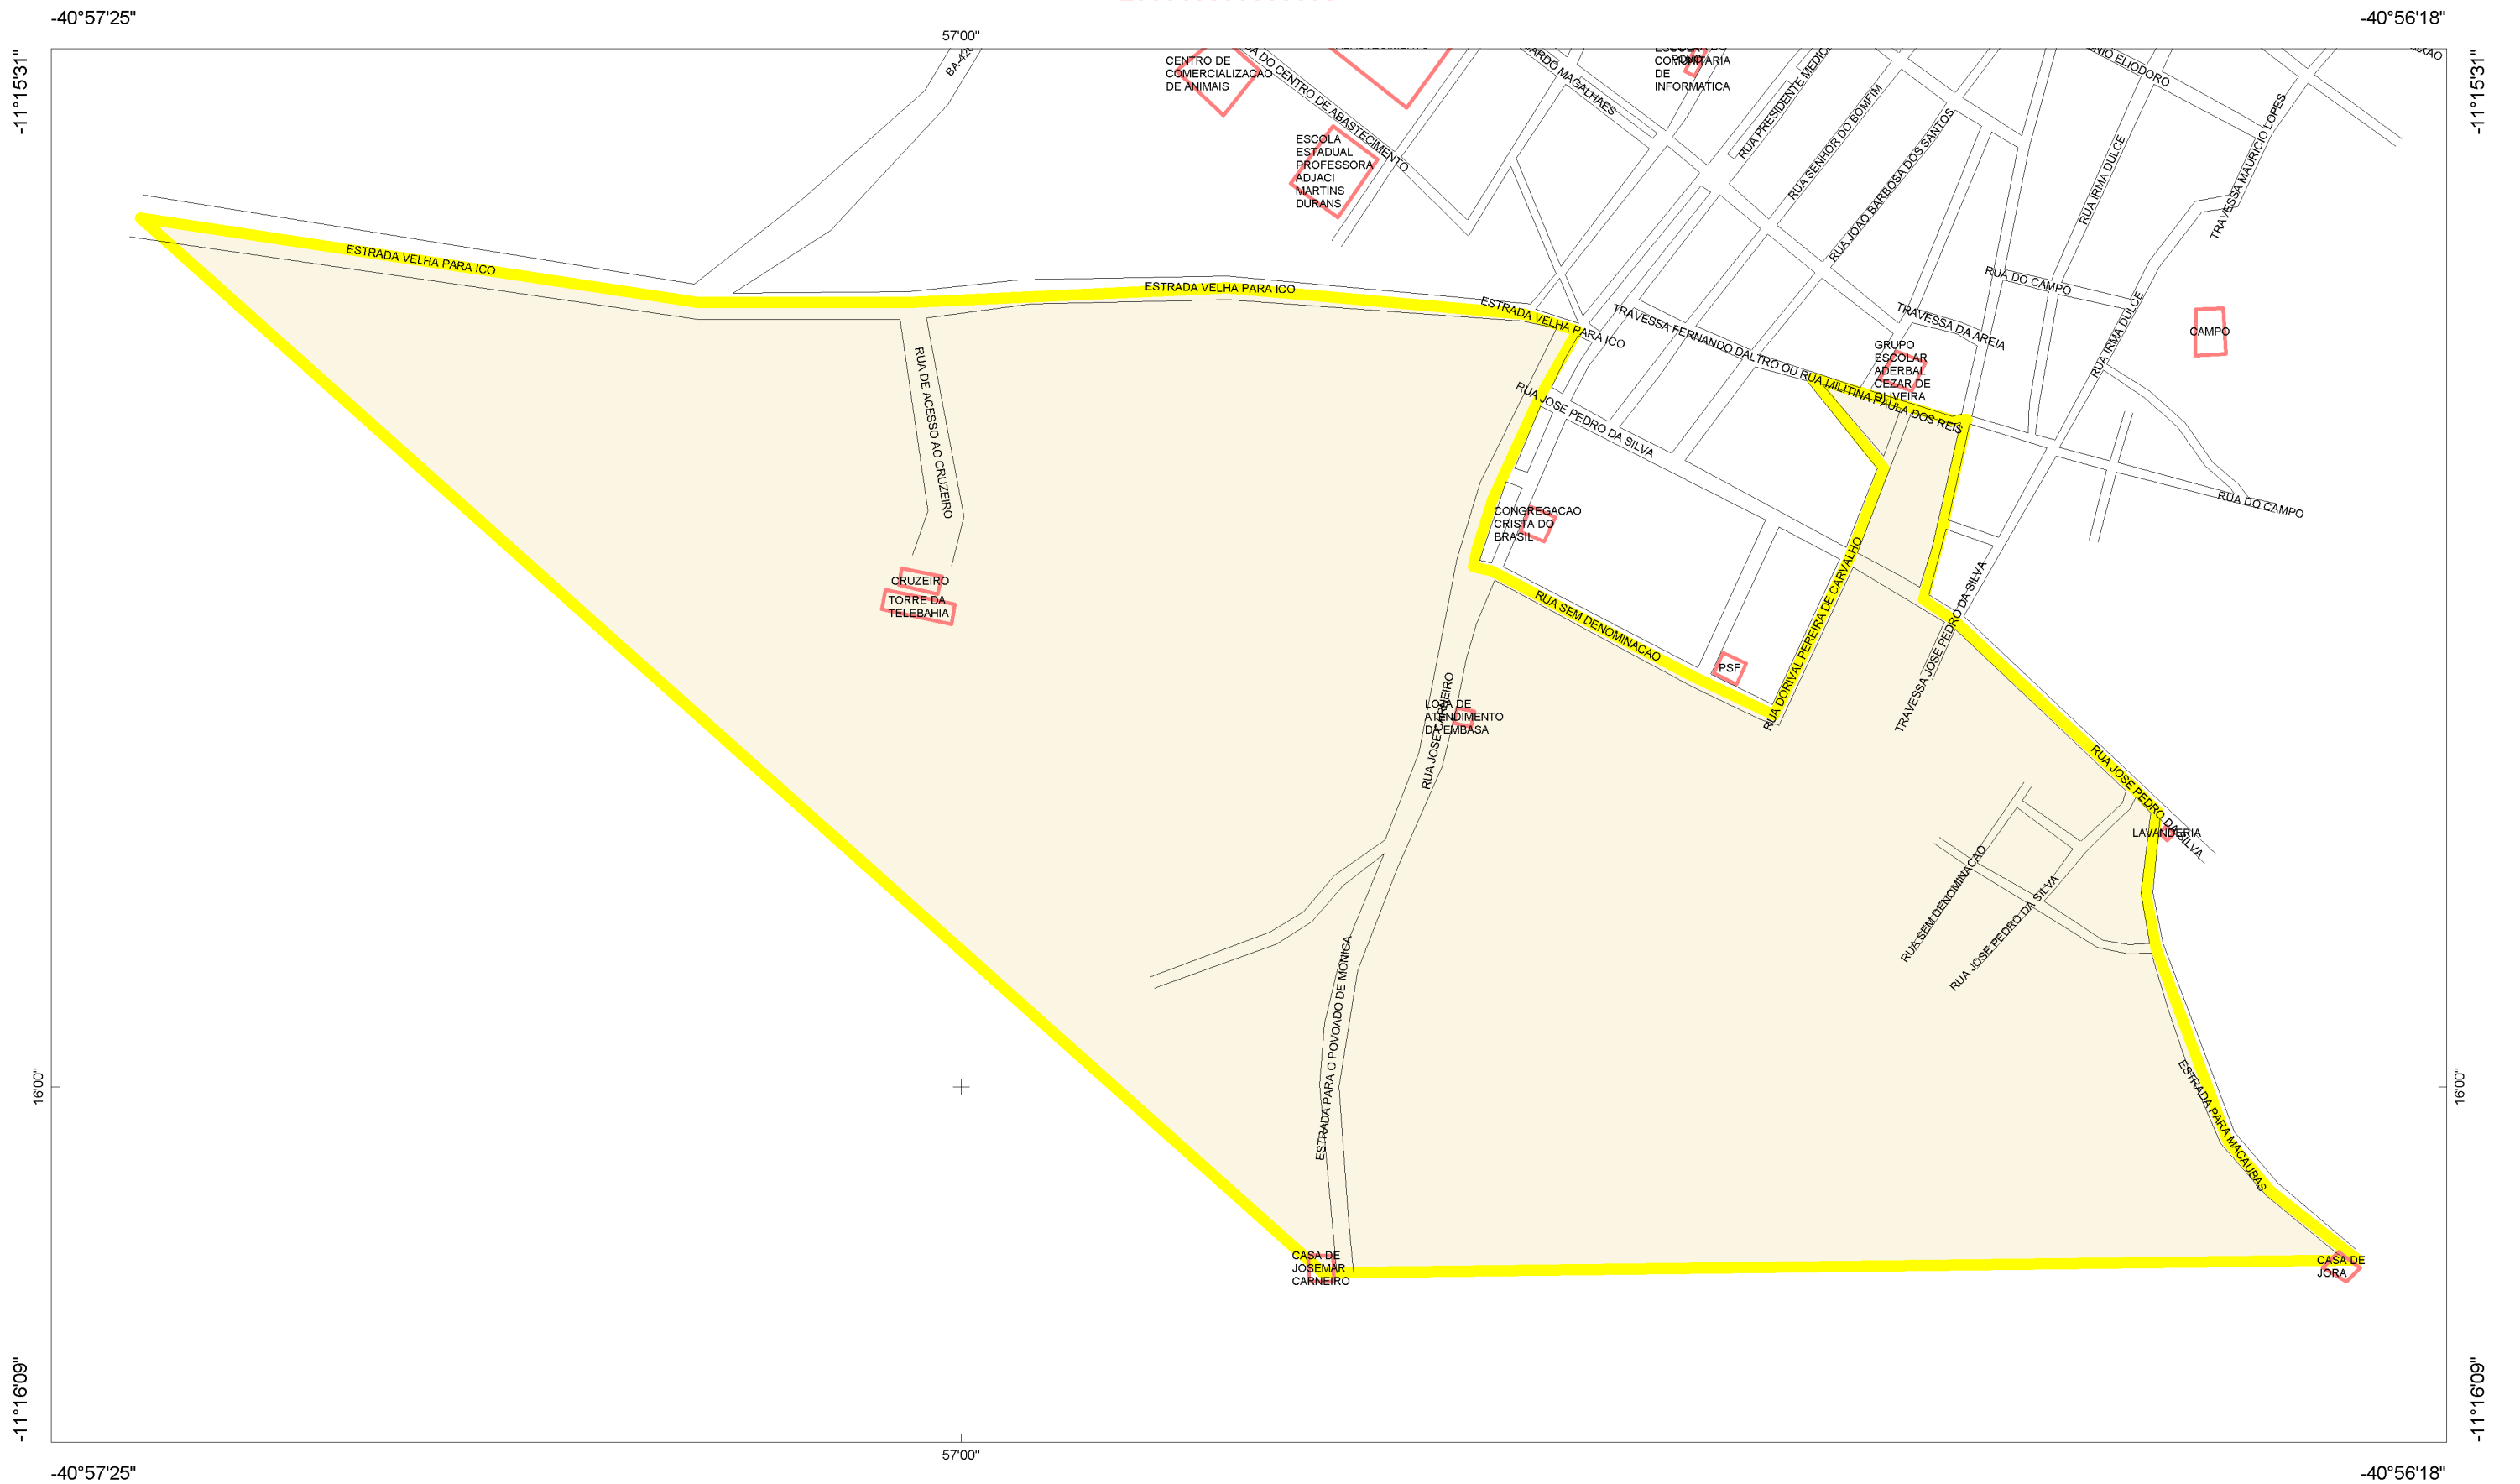 -40°57'25"
-40°56'18"
57'00"
-11°15'31"
-11°15'31"
BA-426
CENTRO DE
COMERCIALIZACAO
DE ANIMAIS
DO CENTRO DE ABASTECIMENTO
ESCOLA
ESTADUAL
PROFESSORA
ADJACI
MARTINS
DURANS
MAGALHAES
COMUNITARIA
DE
INFORMATICA
RUA PRESIDENTE MEDICI
RUA SENHOR DO BOMFIM
RUA JOAO BARBOSA DOS SANTOS
ELIODORO
RUA IRMA DULCE
TRAVESSA MAURICIO LOPES
ESTRADA VELHA PARA ICO
ESTRADA VELHA PARA ICO
ESTRADA VELHA PARA ICO
RUA DO CAMPO
TRAVESSA DA AREIA
RUA IRMA DULCE
CAMPO
TRAVESSA FERNANDO DALTRO OU RUA MILITINA PAULA DOS REIS
GRUPO
ESCOLAR
ADERBAL
CEZAR DE
OLIVEIRA
RUA DE ACESSO AO CRUZEIRO
RUA JOSE PEDRO DA SILVA
RUA DO CAMPO
CONGREGACAO
CRISTA DO
BRASIL
CRUZEIRO
TORRE DA
TELEBAHIA
RUA SEM DENOMINACAO
RUA DORIVAL PEREIRA DE CARVALHO
TRAVESSA JOSE PEDRO DA SILVA
PSF
LOJA DE
ATENDIMENTO
DA EMBASA
RUA JOSE CARNEIRO
RUA JOSE PEDRO DA SILVA
LAVANDERIA
RUA SEM DENOMINACAO
RUA JOSE PEDRO DA SILVA
ESTRADA PARA O POVOADO DE MONICA
ESTRADA PARA MACAUBAS
16'00"
16'00"
CASA DE
JOSEMAR
CARNEIRO
CASA DE
JORA
-11°16'09"
-11°16'09"
57'00"
-40°57'25"
-40°56'18"